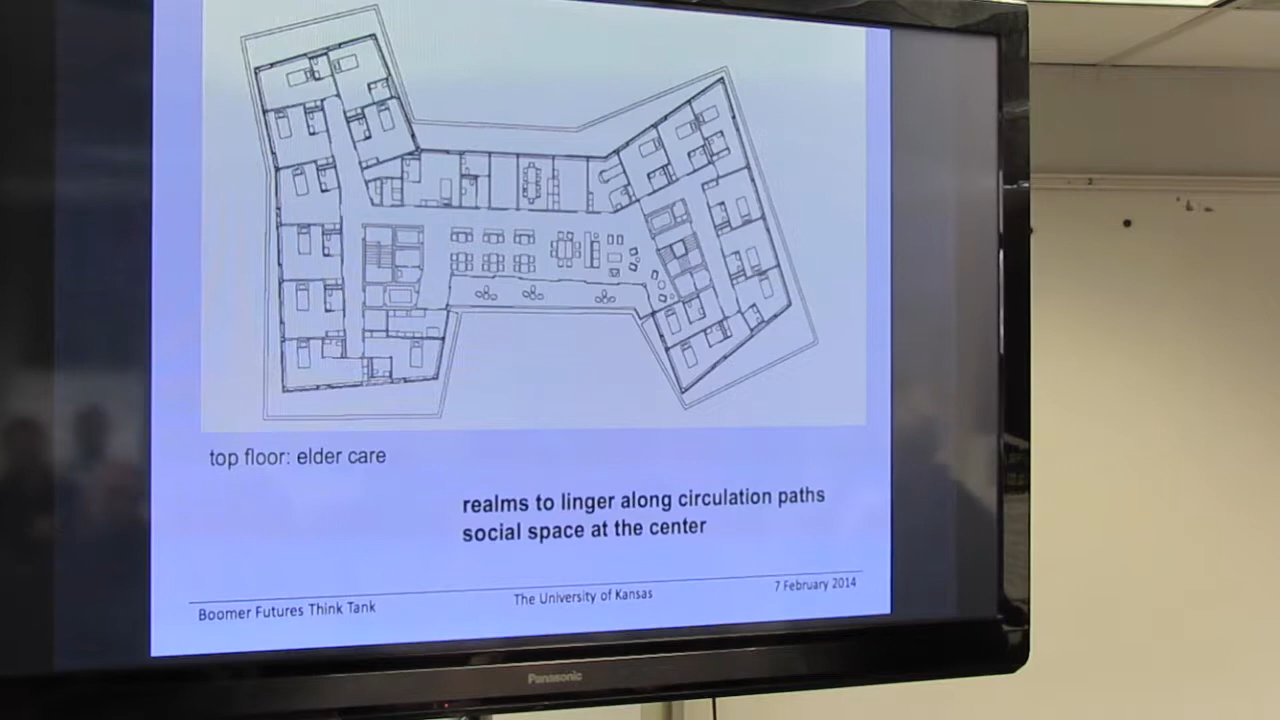 top floor: elder care
realms to linger along circulation paths
social space at the center
Boomer Futures Think Tank
The University of Kansas
7 February 2014
Panasonic